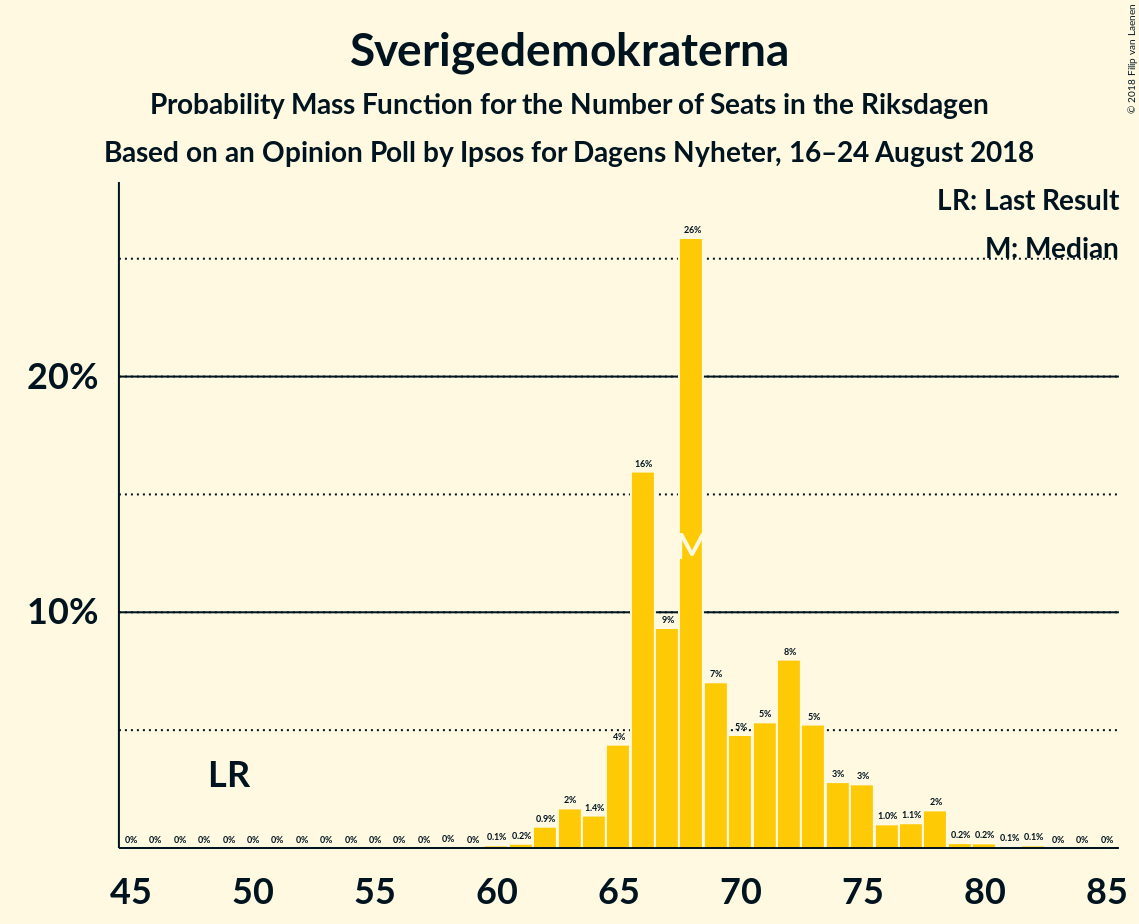 Sverigedemokraterna
Probability Mass Function for the Number of Seats in the Riksdagen
Based on an Opinion Poll by Ipsos for Dagens Nyheter, 16–24 August 2018
© 2018 Filip van Laenen
LR: Last Result
M: Median
26%
20%
16%
M
10%
9%
8%
7%
5%
5%
5%
4%
LR
3%
3%
2%
2%
1.4%
1.0%
1.1%
0.9%
0% 0% 0% 0% 0% 0% 0% 0% 0% 0% 0% 0% 0% 0% 0% 0.1% 0.2% 0.2% 0.2% 0.1% 0.1% 0% 0% 0%
45 50 55 60 65 70 75 80 85